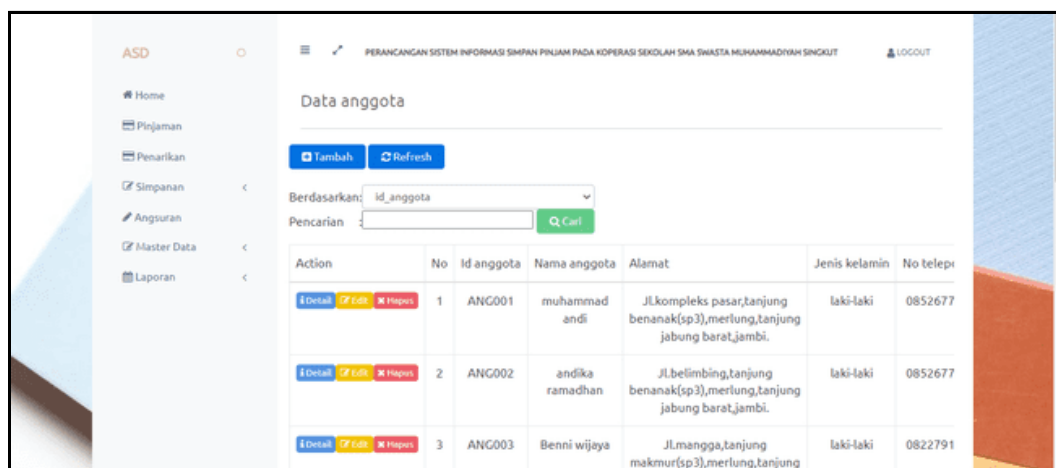 ASD
PERANCANGAN SISTEM INFORMASI SIMPAN PINJAM PADA KOPERASI SEKOLAH SMA SWASTA MUHAMMADIYAH SINGKUT
LOGOUT
Home
Pinjaman
Penarikan
Simpanan
Angsuran
Master Data
Laporan
Data anggota
Tambah Refresh
Berdasarkan: id_anggota
Pencarian : Cari
Action No Id anggota Nama anggota Alamat Jenis kelamin No telepo
Detail Edit Hapus 1 ANG001 muhammad andi Jl.kompleks pasar,tanjung benanak(sp3),merlung,tanjung jabung barat,jambi. laki-laki 0852677
Detail Edit Hapus 2 ANG002 andika ramadhan Jl.belimbing,tanjung benanak(sp3),merlung,tanjung jabung barat,jambi. laki-laki 0852677
Detail Edit Hapus 3 ANG003 Benni wijaya Jl.mangga,tanjung makmur(sp3),merlung,tanjung laki-laki 0822791